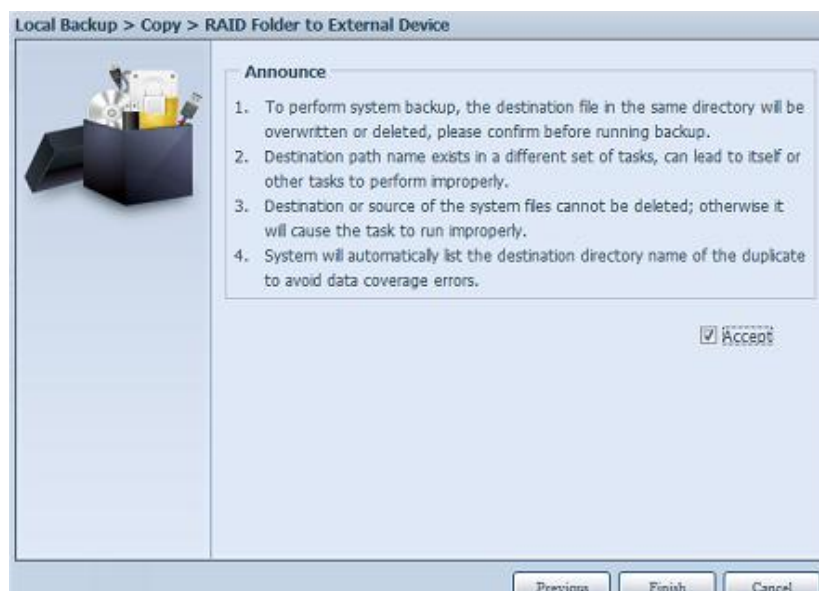 Local Backup > Copy > RAID Folder to External Device
Announce
1. To perform system backup, the destination file in the same directory will be
overwritten or deleted, please confirm before running backup.
2. Destination path name exists in a different set of tasks, can lead to itself or
other tasks to perform improperly.
3. Destination or source of the system files cannot be deleted; otherwise it
will cause the task to run improperly.
4. System will automatically list the destination directory name of the duplicate
to avoid data coverage errors.
Accept
Previous Finish Cancel